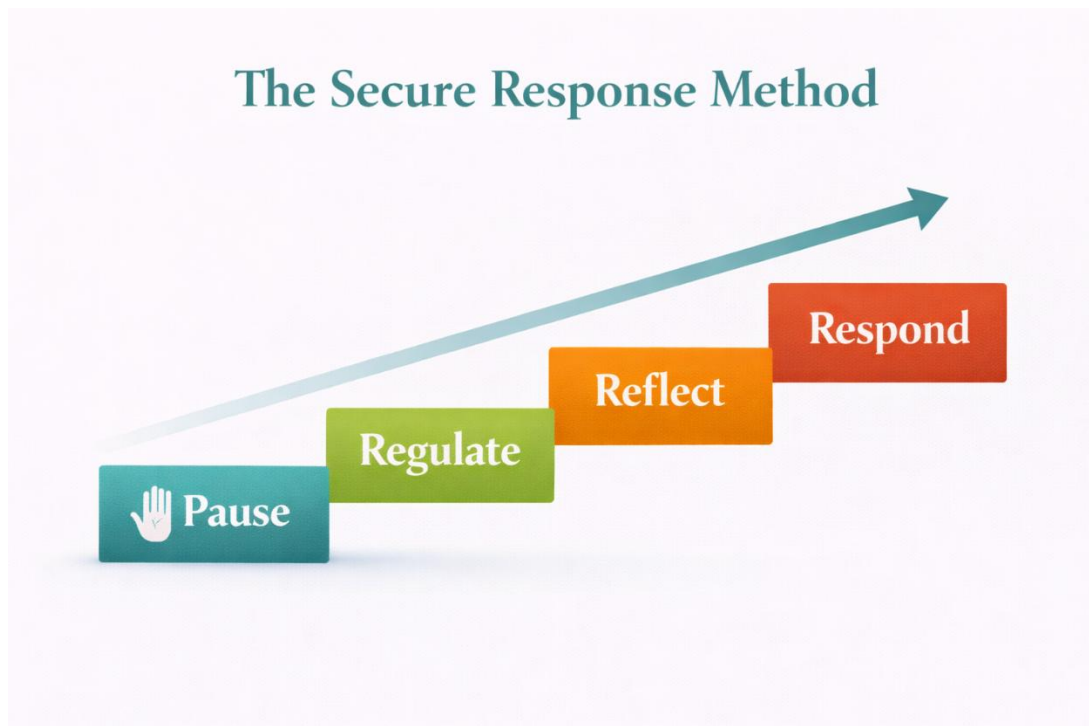 The Secure Response Method
Pause
Regulate
Reflect
Respond